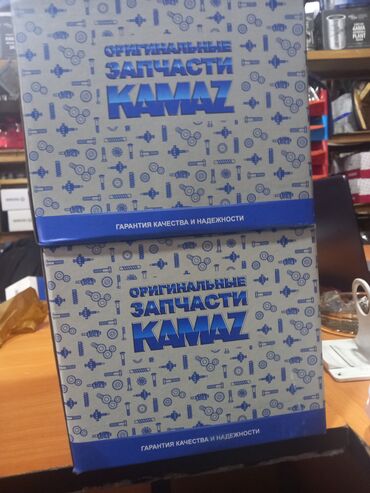 ОРИГИНАЛЬНЫЕ
ЗАПЧАСТИ
KAMAZ
ГАРАНТИЯ КАЧЕСТВА И НАДЕЖНОСТИ
ОРИГИНАЛЬНЫЕ
ЗАПЧАСТИ
KAMAZ
ГАРАНТИЯ КАЧЕСТВА И НАДЕЖНОСТИ